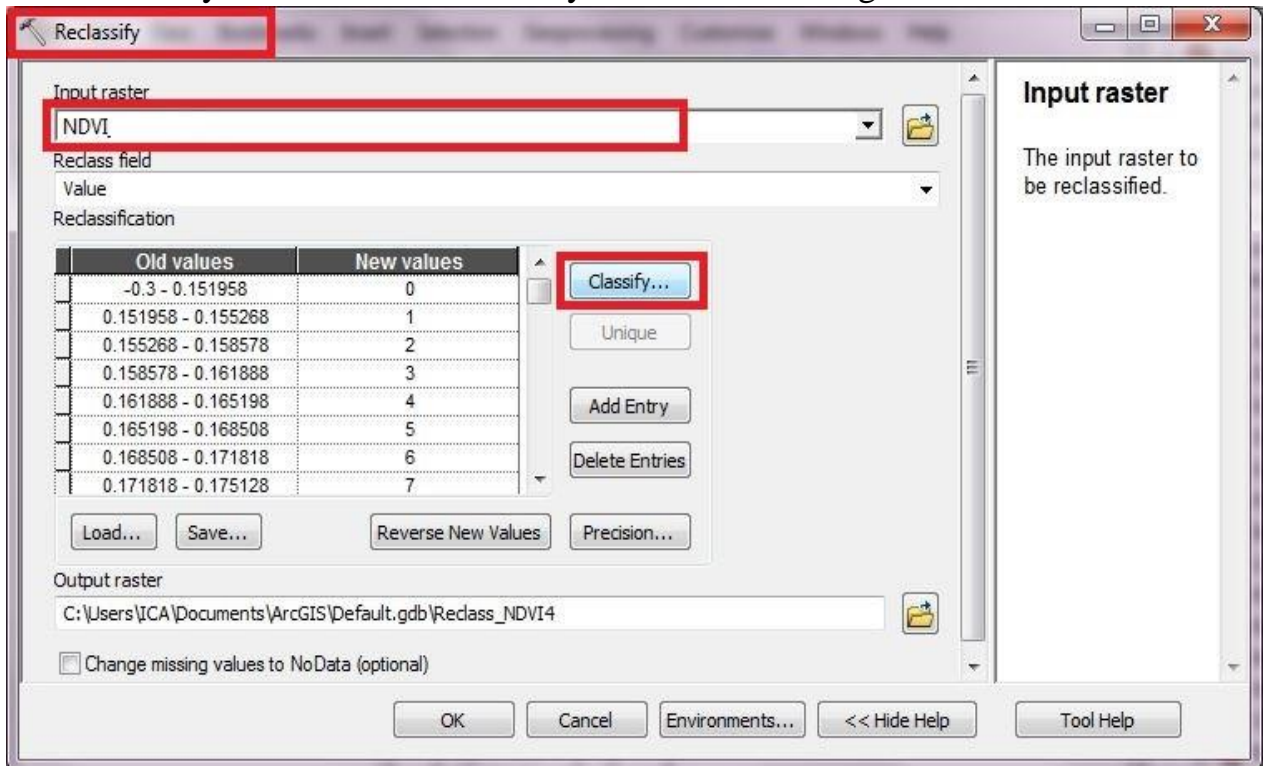 Reclassify
Input raster
NDVI
Reclass field
Value
Reclassification
Old values New values
-0.3 - 0.151958 0
0.151958 - 0.155268 1
0.155268 - 0.158578 2
0.158578 - 0.161888 3
0.161888 - 0.165198 4
0.165198 - 0.168508 5
0.168508 - 0.171818 6
0.171818 - 0.175128 7
Classify...
Unique
Add Entry
Delete Entries
Load... Save... Reverse New Values Precision...
Output raster
C:\Users\ICA\Documents\ArcGIS\Default.gdb\Reclass_NDVI4
Change missing values to NoData (optional)
OK Cancel Environments... << Hide Help Tool Help
Input raster
The input raster to
be reclassified.